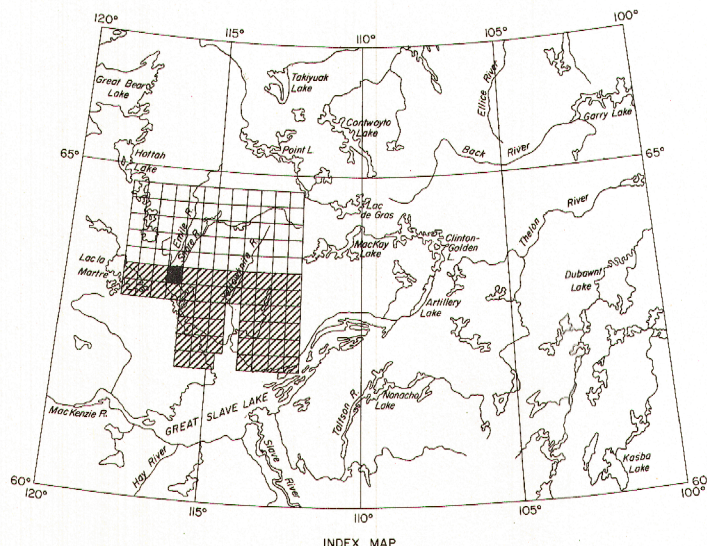 120°
115°
110°
105°
100°
Great Bear
Lake
Takiyuak
Lake
Contwoyto
Lake
Ellice River
Garry Lake
Back River
Point L.
Hottah
Lake
65°
65°
Lac
de Gras
Emile R.
Snare R.
Yellowknife R.
MacKay
Lake
Clinton-
Golden
L.
Thelon River
Lac la
Martre
Artillery
Lake
Dubawnt
Lake
MacKenzie R.
GREAT SLAVE LAKE
Taltson R.
Nonacho
Lake
Hay River
Slave River
Kasba
Lake
60°
120°
115°
110°
105°
60°
100°
INDEX MAP